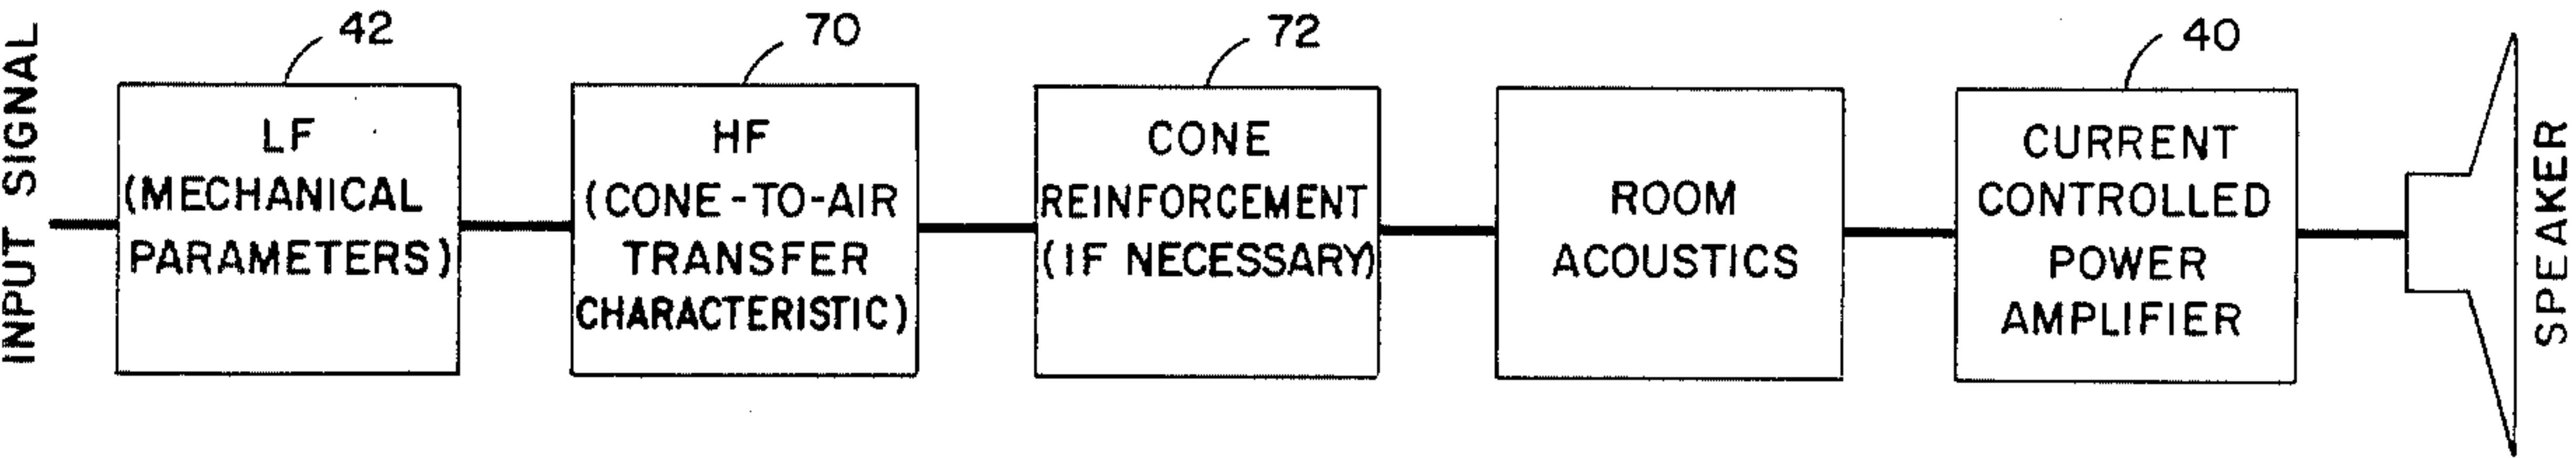 INPUT SIGNAL
42
LF
(MECHANICAL
PARAMETERS)
70
HF
(CONE-TO-AIR
TRANSFER
CHARACTERISTIC)
72
CONE
REINFORCEMENT
(IF NECESSARY)
ROOM
ACOUSTICS
40
CURRENT
CONTROLLED
POWER
AMPLIFIER
SPEAKER